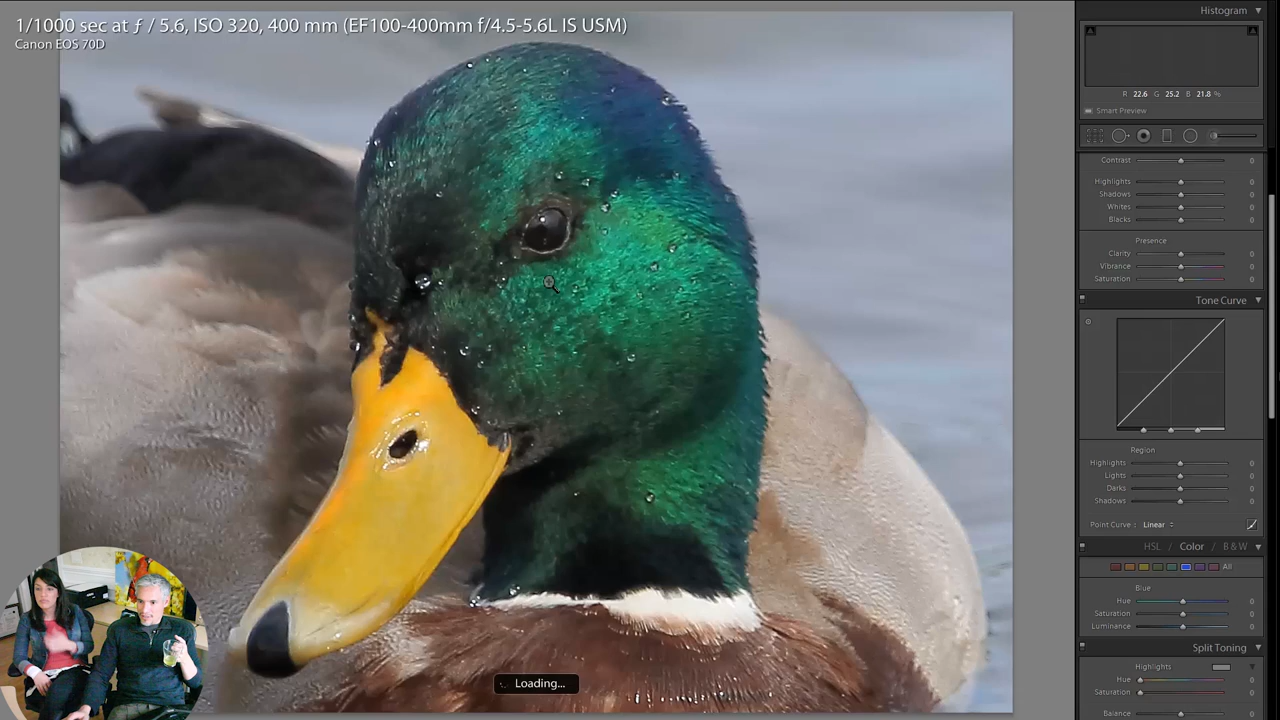 1/1000 sec at ƒ / 5.6, ISO 320, 400 mm (EF100-400mm f/4.5-5.6L IS USM)
Canon EOS 70D
Histogram
R 22.6 G 25.2 B 21.8 %
Smart Preview
Contrast 0
Highlights 0
Shadows 0
Whites 0
Blacks 0
Presence
Clarity 0
Vibrance 0
Saturation 0
Tone Curve
Region
Highlights 0
Lights 0
Darks 0
Shadows 0
Point Curve : Linear
HSL / Color / B & W
All
Blue
Hue 0
Saturation 0
Luminance 0
Split Toning
Highlights
Hue 0
Saturation 0
Balance 0
Loading...